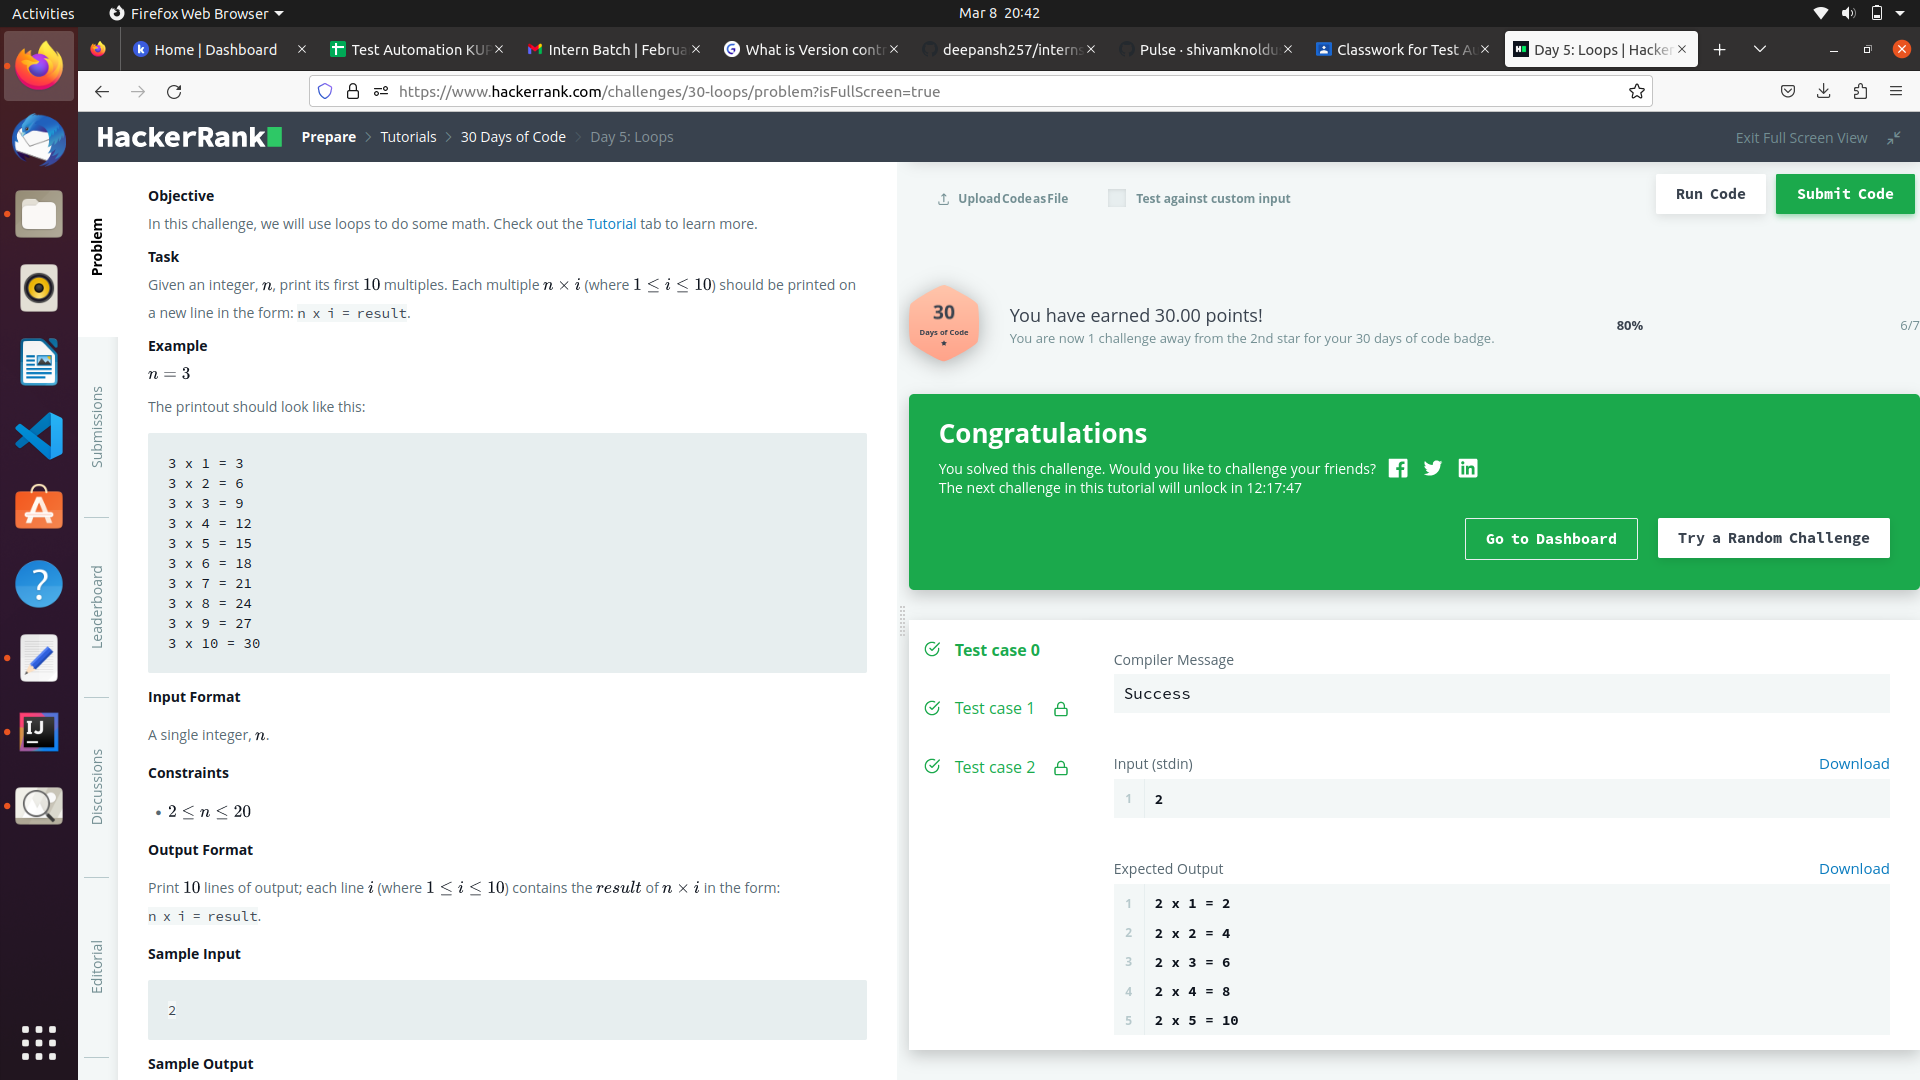 Activities
Firefox Web Browser
Mar 8 20:42
Home | Dashboard
Test Automation KUP
Intern Batch | Februa
What is Version contr
deepansh257/interns
Pulse · shivamknoldu
Classwork for Test Au
Day 5: Loops | Hacker
https://www.hackerrank.com/challenges/30-loops/problem?isFullScreen=true
HackerRank
Prepare
Tutorials
30 Days of Code
Day 5: Loops
Exit Full Screen View
Problem
Submissions
Leaderboard
Discussions
Editorial
Objective
In this challenge, we will use loops to do some math. Check out the Tutorial tab to learn more.
Task
Given an integer, n, print its first 10 multiples. Each multiple n × i (where 1 ≤ i ≤ 10) should be printed on
a new line in the form: n x i = result.
Example
n = 3
The printout should look like this:
3 x 1 = 3
3 x 2 = 6
3 x 3 = 9
3 x 4 = 12
3 x 5 = 15
3 x 6 = 18
3 x 7 = 21
3 x 8 = 24
3 x 9 = 27
3 x 10 = 30
Input Format
A single integer, n.
Constraints
• 2 ≤ n ≤ 20
Output Format
Print 10 lines of output; each line i (where 1 ≤ i ≤ 10) contains the result of n × i in the form:
n x i = result.
Sample Input
2
Sample Output
Upload Code as File
Test against custom input
Run Code
Submit Code
30
Days of Code
You have earned 30.00 points!
You are now 1 challenge away from the 2nd star for your 30 days of code badge.
80%
6/7
Congratulations
You solved this challenge. Would you like to challenge your friends?
The next challenge in this tutorial will unlock in 12:17:47
Go to Dashboard
Try a Random Challenge
Test case 0
Test case 1
Test case 2
Compiler Message
Success
Input (stdin)
Download
1 2
Expected Output
Download
1 2 x 1 = 2
2 2 x 2 = 4
3 2 x 3 = 6
4 2 x 4 = 8
5 2 x 5 = 10